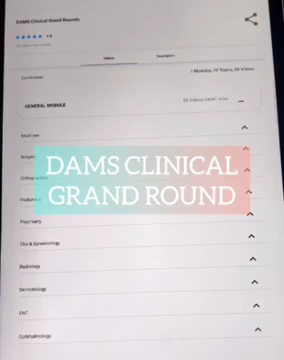 DAMS Clinical Grand Rounds
Videos
Description
Curriculum
GENERAL MODULE
Medicine
Surgery
Orthopaedics
DAMS CLINICAL
GRAND ROUND
Pediatrics
Psychiatry
Obs & Gynaecology
Radiology
Dermatology
ENT
Ophthalmology